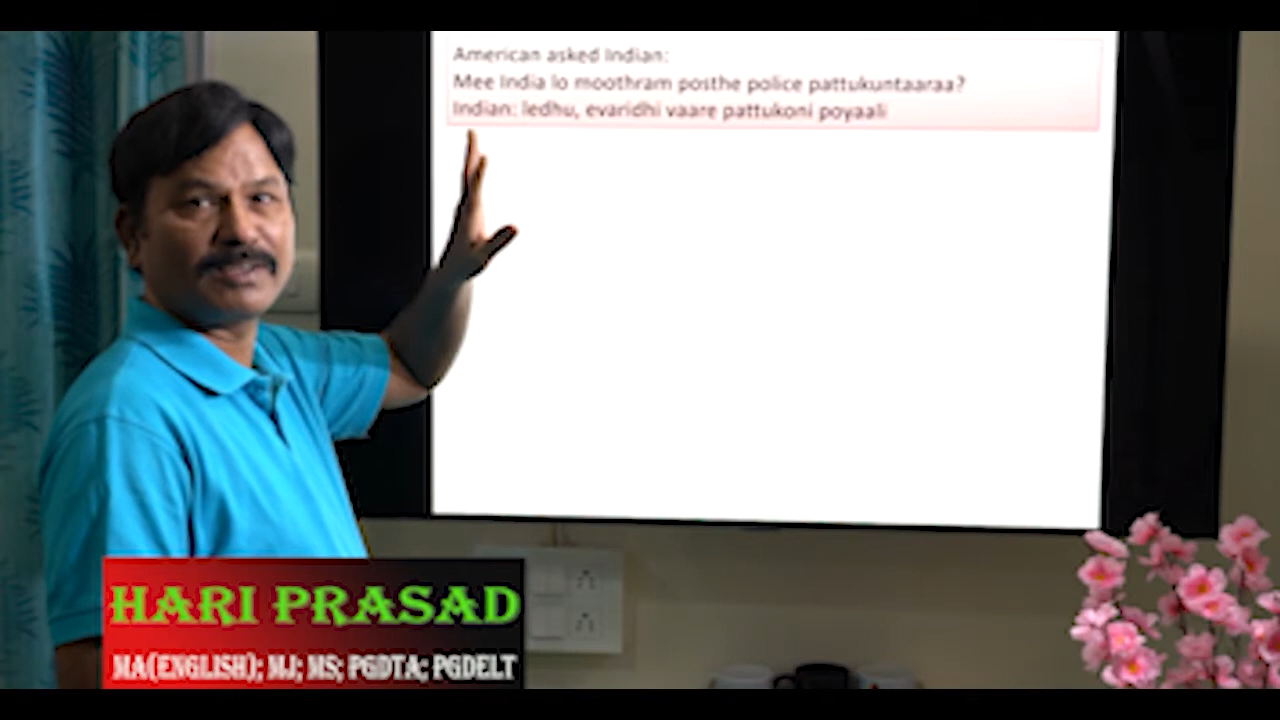 American asked Indian:
Mee India lo moothram posthe police pattukuntaaraa?
Indian: ledhu, evaridhi vaare pattukoni poyaali
HARI PRASAD
MA(ENGLISH); MJ; MS; PGDTA; PGDELT